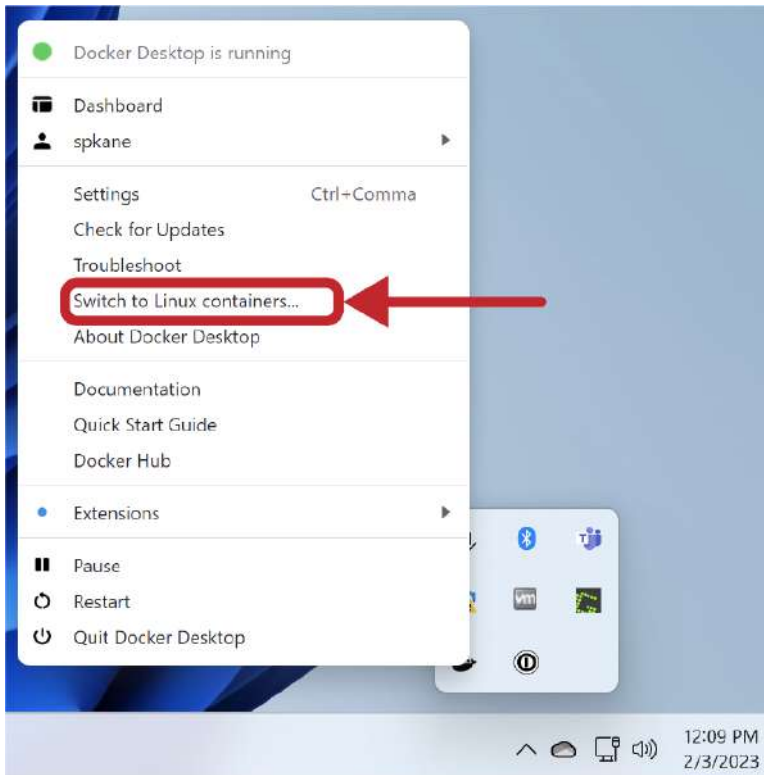 Docker Desktop is running
Dashboard
spkane
Settings Ctrl+Comma
Check for Updates
Troubleshoot
Switch to Linux containers...
About Docker Desktop
Documentation
Quick Start Guide
Docker Hub
Extensions
Pause
Restart
Quit Docker Desktop
vm
12:09 PM
2/3/2023